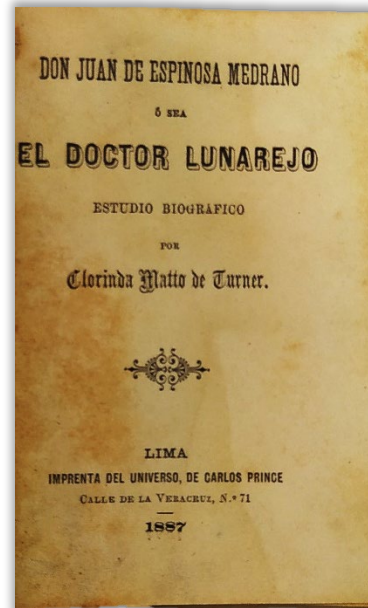 DON JUAN DE ESPINOSA MEDRANO
Ó SEA
EL DOCTOR LUNAREJO
ESTUDIO BIOGRÁFICO
POR
Clorinda Matto de Turner.
LIMA
IMPRENTA DEL UNIVERSO, DE CARLOS PRINCE
CALLE DE LA VERACRUZ, N.º 71
1887